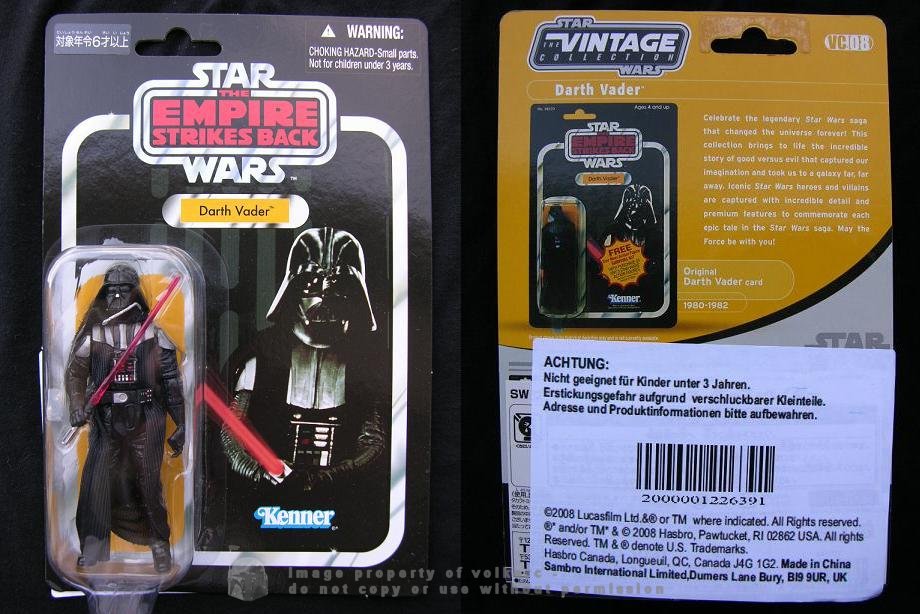 対象年令6才以上
WARNING:
CHOKING HAZARD-Small parts.
Not for children under 3 years.
STAR
THE
EMPIRE
STRIKES BACK
WARS™
Darth Vader™
Kenner®
Image property of
do not copy or use without permission
STAR
THE VINTAGE
COLLECTION
WARS
VC08
Darth Vader™
Ages 4 and up
STAR
THE
EMPIRE
STRIKES BACK
WARS
Darth Vader
FREE
Kenner
Celebrate the legendary Star Wars saga
that changed the universe forever! This
collection brings to life the incredible
story of good versus evil that captured our
imagination and took us to a galaxy far, far
away. Iconic Star Wars heroes and villains
are captured with incredible detail and
premium features to commemorate each
epic tale in the Star Wars saga. May the
Force be with you!
Original
Darth Vader card
1980-1982
STAR
SW
ACHTUNG:
Nicht geeignet für Kinder unter 3 Jahren.
Erstickungsgefahr aufgrund verschluckbarer Kleinteile.
Adresse und Produktinformationen bitte aufbewahren.
2000001226391
©2008 Lucasfilm Ltd.&® or TM where indicated. All Rights reserved.
®* and/or TM* & © 2008 Hasbro, Pawtucket, RI 02862 USA. All rights
Reserved. TM & ® denote U.S. Trademarks.
Hasbro Canada, Longueuil, QC, Canada J4G 1G2. Made in China
Sambro International Limited,Dumers Lane Bury, Bl9 9UR, UK